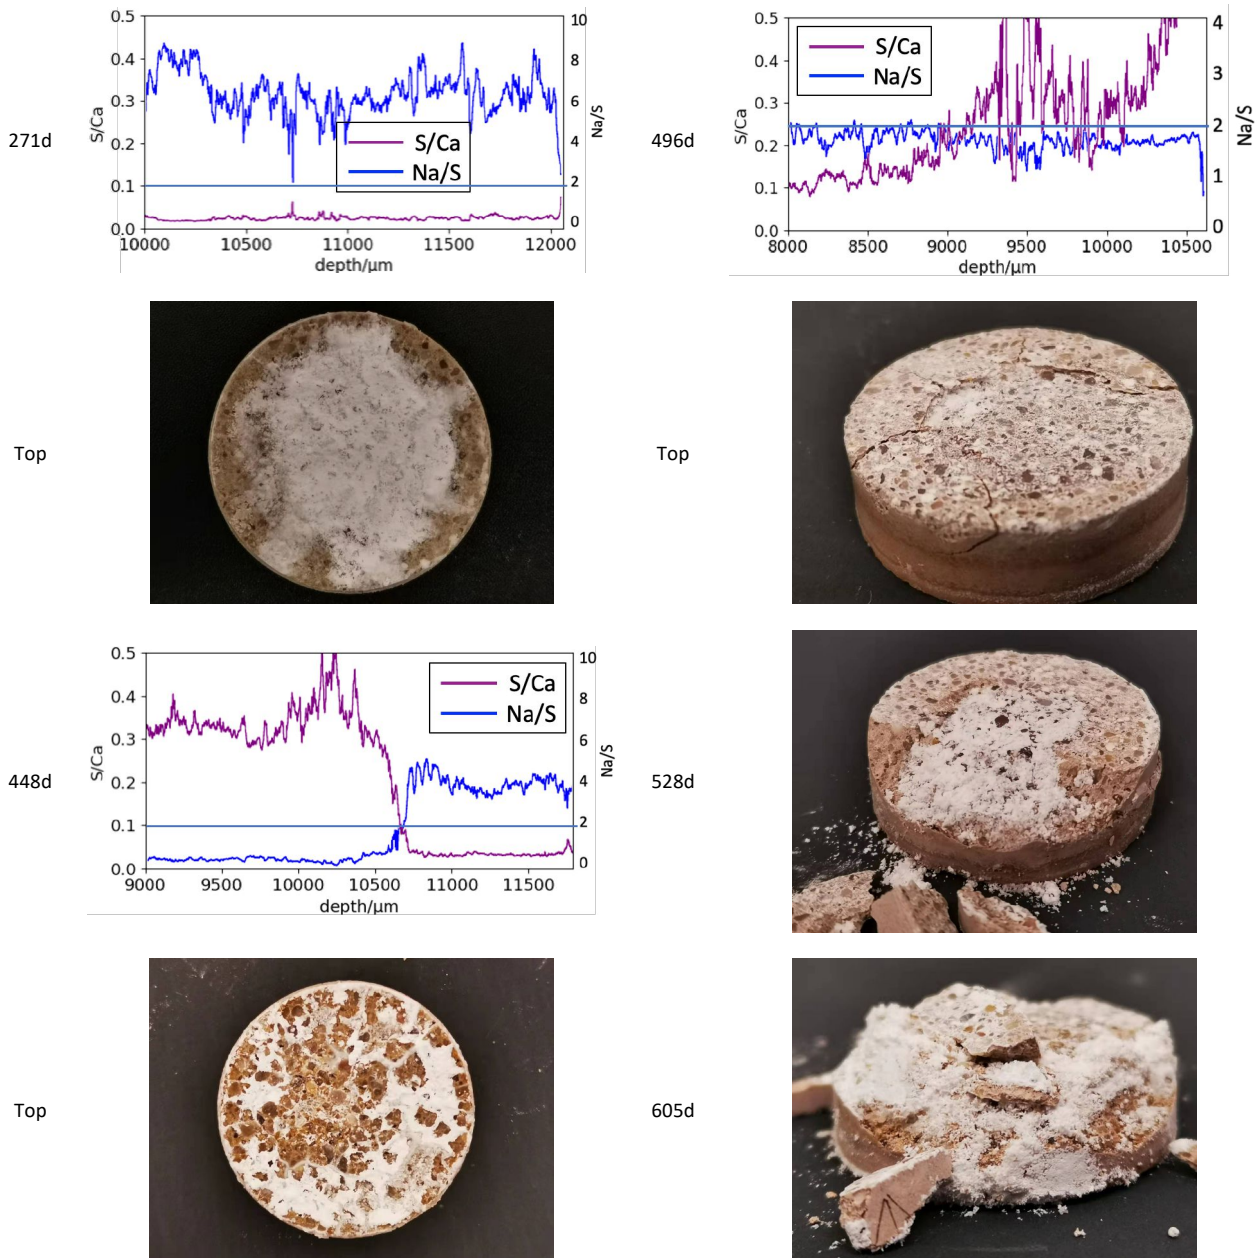 271d
S/Ca
0.5
0.4
0.3
0.2
0.1
0.0
10000 10500 11000 11500 12000
depth/µm
10
8
6
4
2
0
Na/S
S/Ca
Na/S
496d
S/Ca
0.5
0.4
0.3
0.2
0.1
0.0
8000 8500 9000 9500 10000 10500
depth/µm
4
3
2
1
0
Na/S
S/Ca
Na/S
Top
Top
448d
S/Ca
0.5
0.4
0.3
0.2
0.1
0.0
9000 9500 10000 10500 11000 11500
depth/µm
10
8
6
4
2
0
Na/S
S/Ca
Na/S
528d
Top
605d